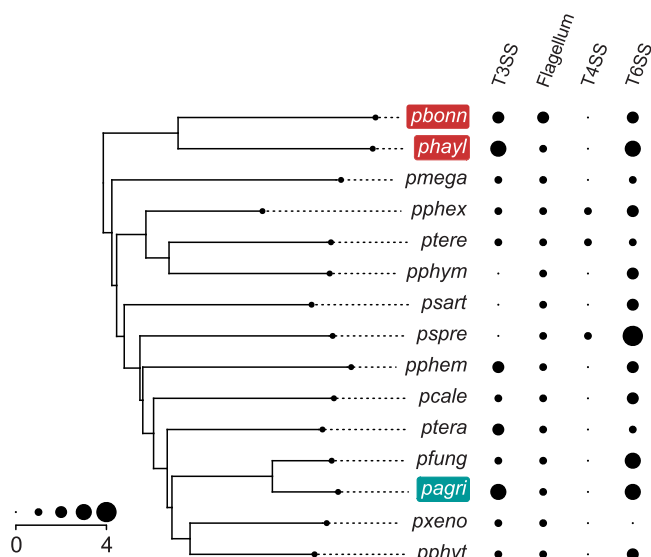 T3SS Flagellum T4SS T6SS
pbonn
phayl
pmega
pphex
ptere
pphym
psart
pspre
pphem
pcale
ptera
pfung
pagri
pxeno
pphyt
0 4